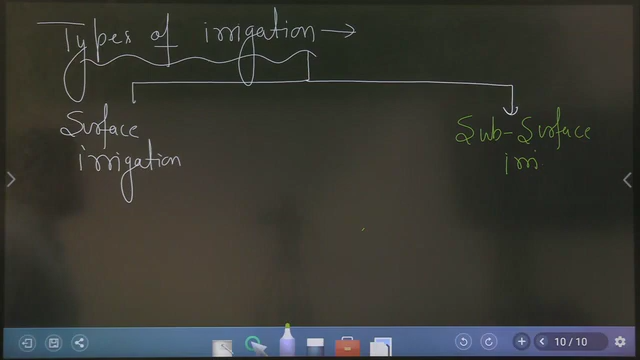 Types of irrigation →
Surface
irrigation
Sub-Surface
irri
10 / 10